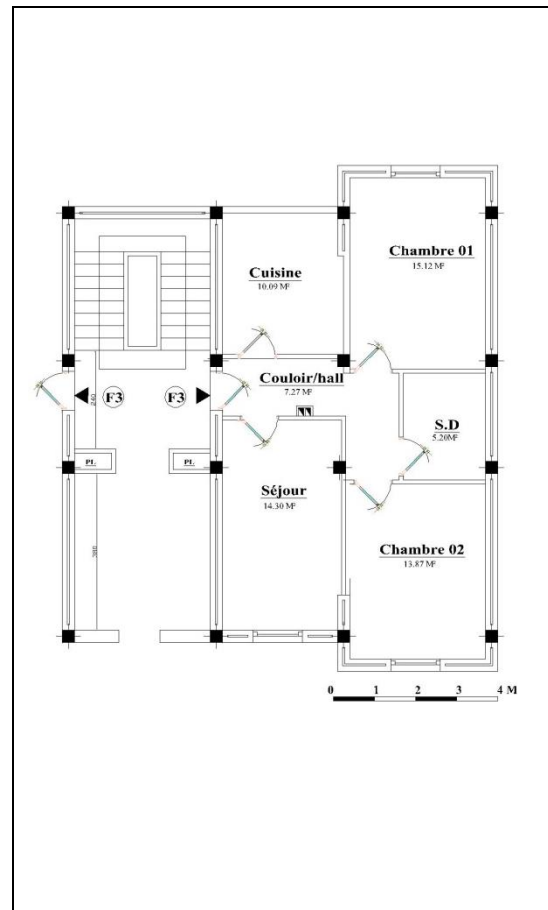 Chambre 01
15.12 M²
Cuisine
10.09 M²
Couloir/hall
7.27 M²
F3
F3
240
S.D
5.20M²
PL
PL
Séjour
14.30 M²
Chambre 02
13.87 M²
0 1 2 3 4 M